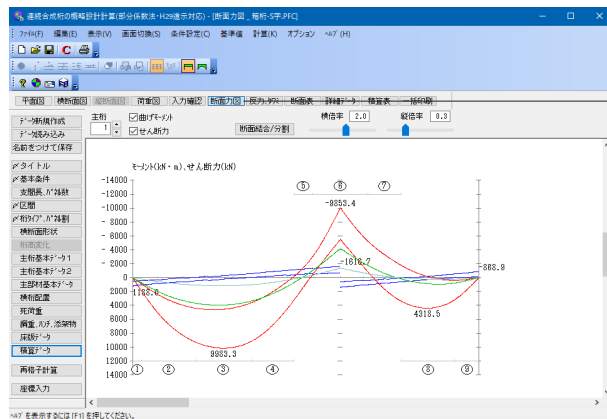 連続合成桁の概略設計計算(部分係数法・H29道示対応) - [断面力図 _ 箱桁-S字.PFC]
ファイル(F) 編集(E) 表示(V) 画面切換(S) 条件設定(C) 基準値 計算(K) オプション ヘルプ(H)
平面図 横断面図 縦断面図 荷重図 入力確認 断面力図 反力.タワミ 断面表 詳細データ 積算表 一括印刷
データ新規作成
データ読み込み
名前をつけて保存
主桁 1
曲げモーメント
せん断力
断面結合/分割
横倍率 2.0
縦倍率 0.3
〆タイトル
〆基本条件
支間長.パネル数
〆区間
〆桁タイプ.パネル割
横断面形状
桁高変化
主桁基本データ1
主桁基本データ2
主部材基本データ
横桁配置
死荷重
鋼重.ハンチ.添架物
床版データ
積算データ
再格子計算
座標入力
モーメント(kN・m),せん断力(kN)
-14000
-12000
-10000
- 8000
- 6000
- 4000
- 2000
0
2000
4000
6000
8000
10000
12000
14000
⑤ ⑥ ⑦
-9853.4
-1618.7
-888.9
1188.6
4318.5
9983.3
① ② ③ ④ ⑧ ⑨
ヘルプ を表示するには [F1] を押してください。